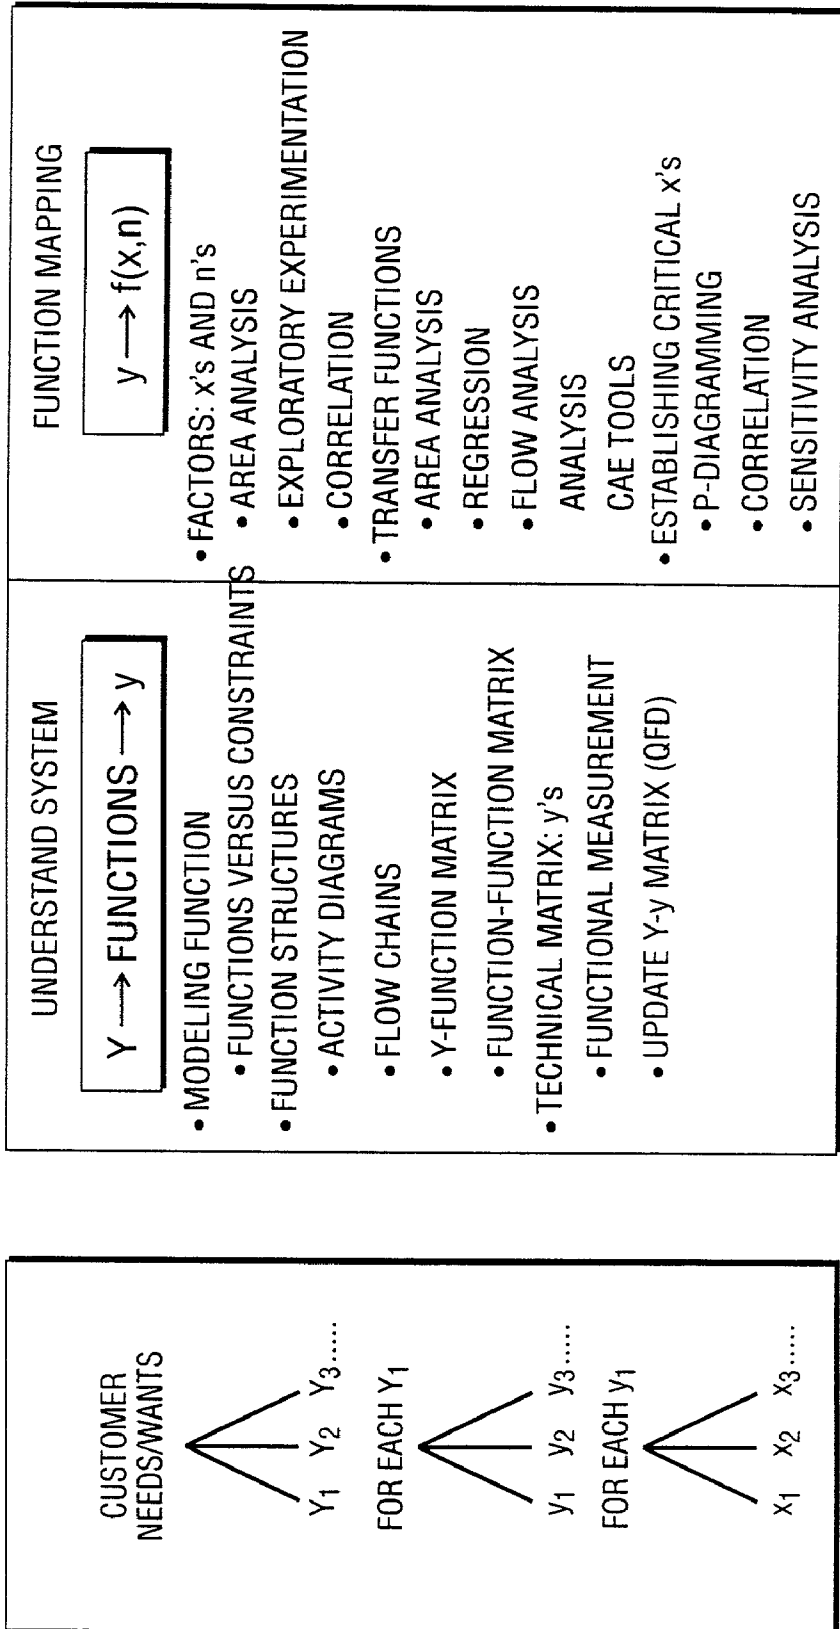 CUSTOMER
NEEDS/WANTS
Y1 Y2 Y3.....
FOR EACH Y1
y1 y2 y3.....
FOR EACH y1
x1 x2 x3.....
UNDERSTAND SYSTEM
Y → FUNCTIONS → y
• MODELING FUNCTION
• FUNCTIONS VERSUS CONSTRAINTS
• FUNCTION STRUCTURES
• ACTIVITY DIAGRAMS
• FLOW CHAINS
• Y-FUNCTION MATRIX
• FUNCTION-FUNCTION MATRIX
• TECHNICAL MATRIX: y's
• FUNCTIONAL MEASUREMENT
• UPDATE Y-y MATRIX (QFD)
FUNCTION MAPPING
y → f(x,n)
• FACTORS: x's AND n's
• AREA ANALYSIS
• EXPLORATORY EXPERIMENTATION
• CORRELATION
• TRANSFER FUNCTIONS
• AREA ANALYSIS
• REGRESSION
• FLOW ANALYSIS
ANALYSIS
CAE TOOLS
• ESTABLISHING CRITICAL x's
• P-DIAGRAMMING
• CORRELATION
• SENSITIVITY ANALYSIS